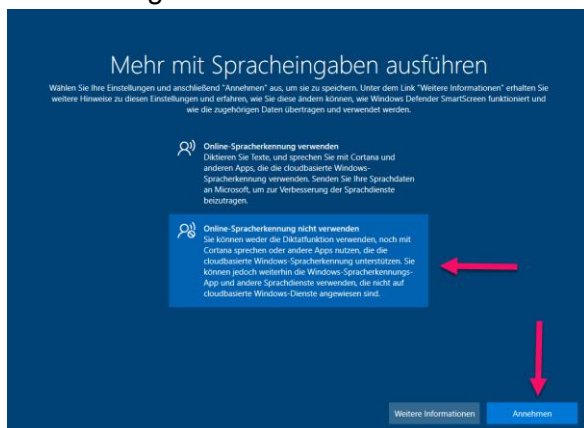 Mehr mit Spracheingaben ausführen
Wählen Sie Ihre Einstellungen und anschließend "Annehmen" aus, um sie zu speichern. Unter dem Link "Weitere Informationen" erhalten Sie
weitere Hinweise zu diesen Einstellungen und erfahren, wie Sie diese ändern können, wie Windows Defender SmartScreen funktioniert und
wie die zugehörigen Daten übertragen und verwendet werden.
Online-Spracherkennung verwenden
Diktieren Sie Texte, und sprechen Sie mit Cortana und
anderen Apps, die die cloudbasierte Windows-
Spracherkennung verwenden. Senden Sie Ihre Sprachdaten
an Microsoft, um zur Verbesserung der Sprachdienste
beizutragen.
Online-Spracherkennung nicht verwenden
Sie können weder die Diktatfunktion verwenden, noch mit
Cortana sprechen oder andere Apps nutzen, die die
cloudbasierte Windows-Spracherkennung unterstützen. Sie
können jedoch weiterhin die Windows-Spracherkennungs-
App und andere Sprachdienste verwenden, die nicht auf
cloudbasierte Windows-Dienste angewiesen sind.
Weitere Informationen
Annehmen